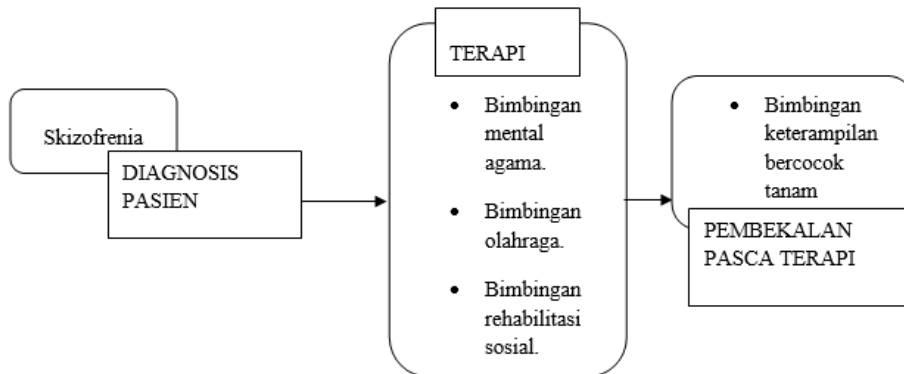 Skizofrenia
DIAGNOSIS
PASIEN
TERAPI
• Bimbingan
mental
agama.
• Bimbingan
olahraga.
• Bimbingan
rehabilitasi
sosial.
• Bimbingan
keterampilan
bercocok
tanam
PEMBEKALAN
PASCA TERAPI